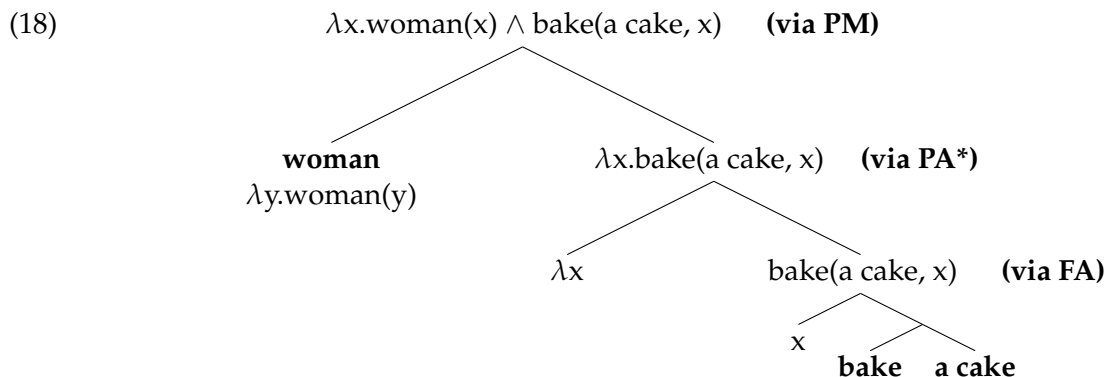 (18) λx.woman(x) ∧ bake(a cake, x) (via PM)
woman λx.bake(a cake, x) (via PA*)
λy.woman(y)
λx bake(a cake, x) (via FA)
x
bake a cake